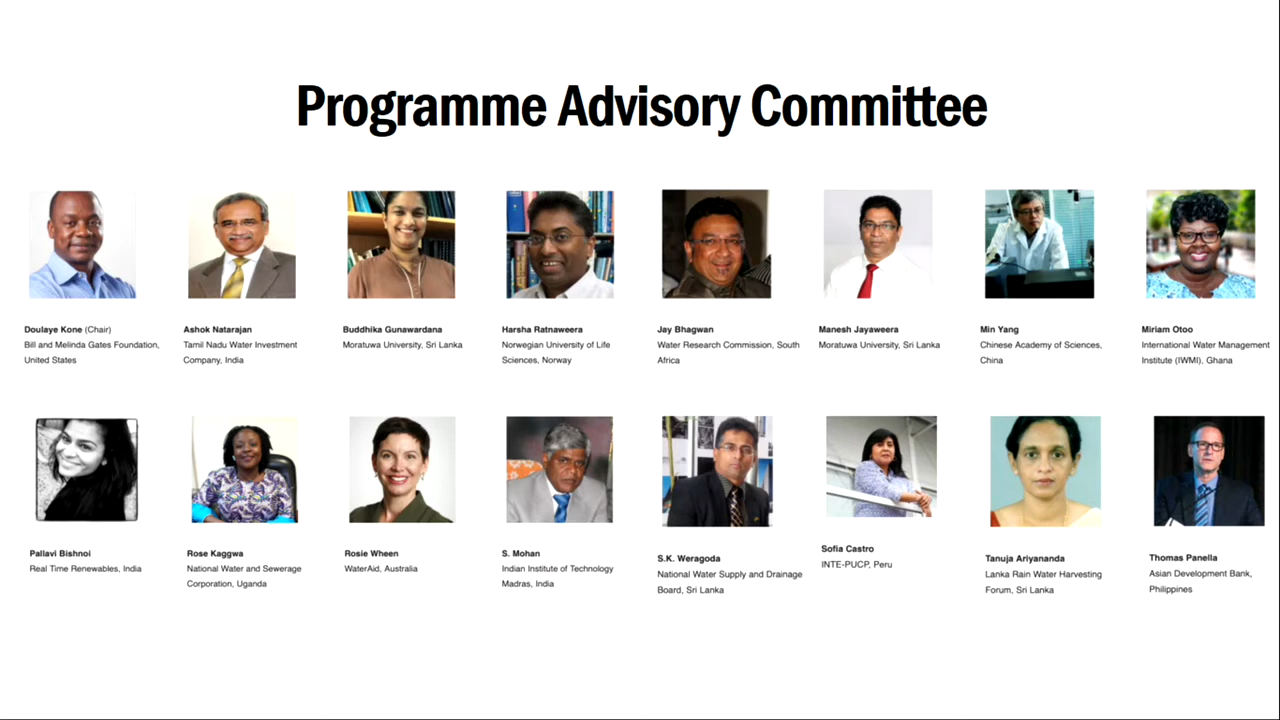 Programme Advisory Committee
Doulaye Kone (Chair)
Bill and Melinda Gates Foundation,
United States
Ashok Natarajan
Tamil Nadu Water Investment
Company, India
Buddhika Gunawardana
Moratuwa University, Sri Lanka
Harsha Ratnaweera
Norwegian University of Life
Sciences, Norway
Jay Bhagwan
Water Research Commission, South
Africa
Manesh Jayaweera
Moratuwa University, Sri Lanka
Min Yang
Chinese Academy of Sciences,
China
Miriam Otoo
International Water Management
Institute (IWMI), Ghana
Pallavi Bishnoi
Real Time Renewables, India
Rose Kaggwa
National Water and Sewerage
Corporation, Uganda
Rosie Wheen
WaterAid, Australia
S. Mohan
Indian Institute of Technology
Madras, India
S.K. Weragoda
National Water Supply and Drainage
Board, Sri Lanka
Sofia Castro
INTE-PUCP, Peru
Tanuja Ariyananda
Lanka Rain Water Harvesting
Forum, Sri Lanka
Thomas Panella
Asian Development Bank,
Philippines